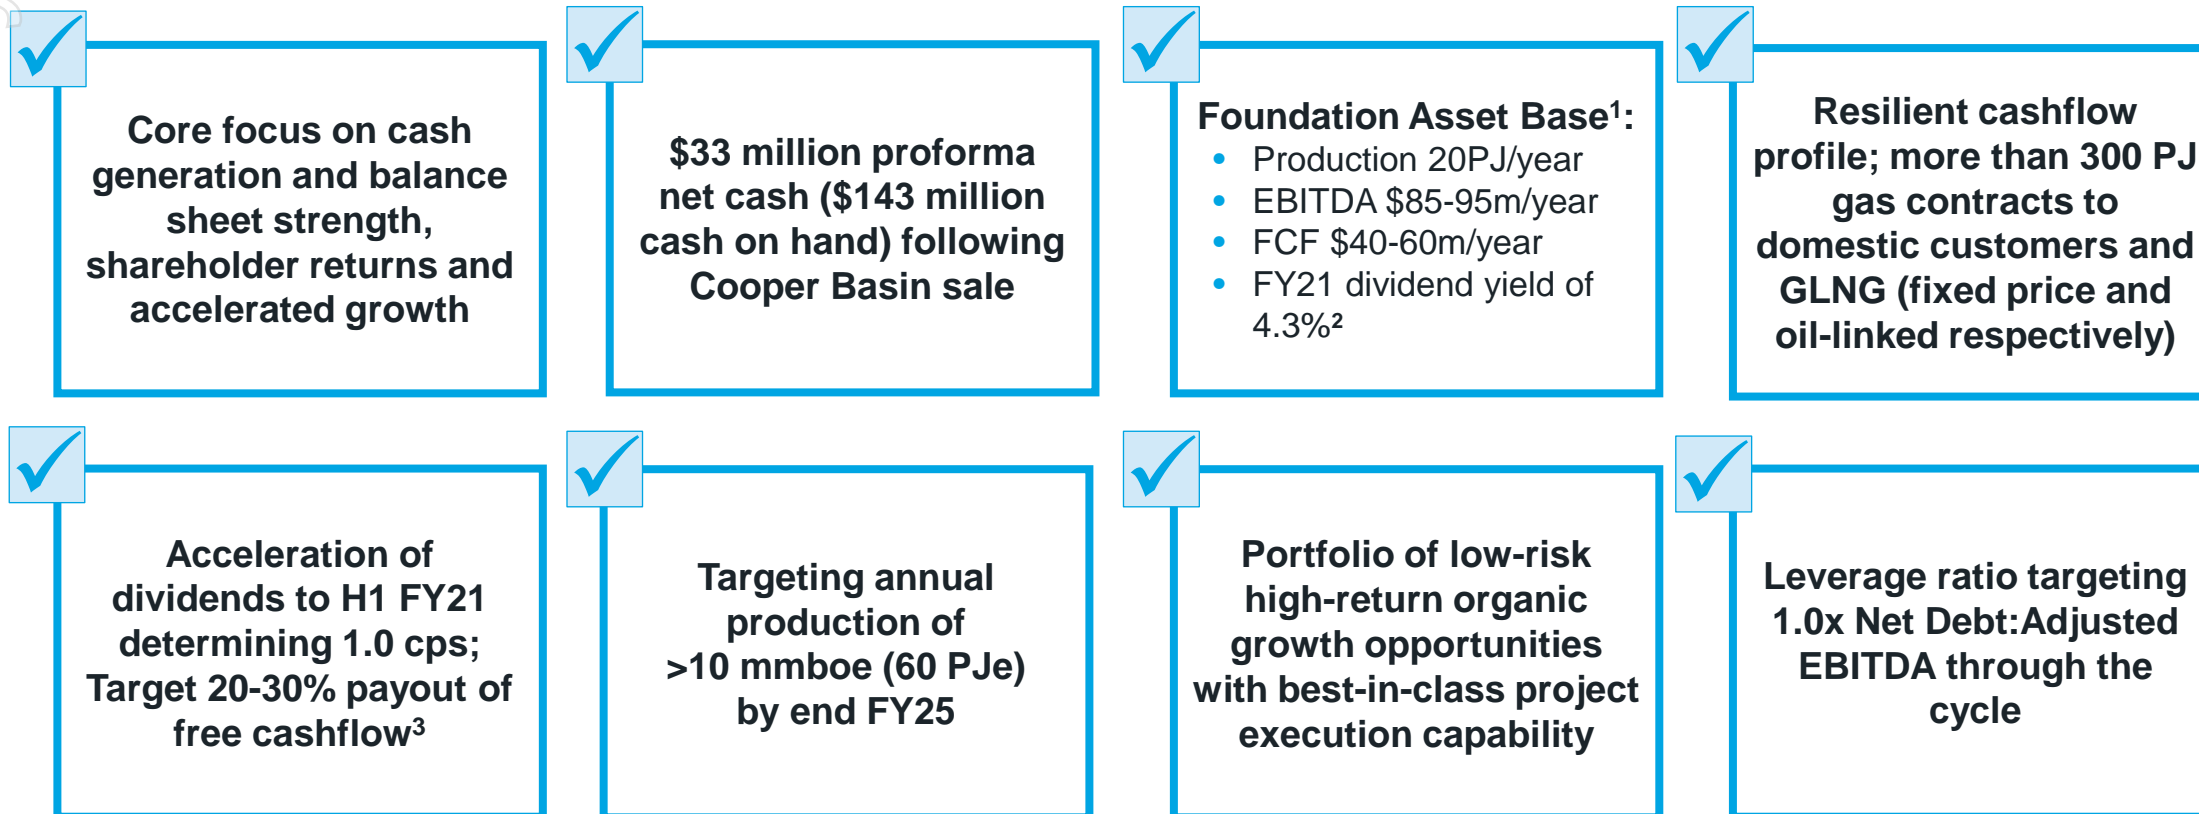 Core focus on cash
generation and balance
sheet strength,
shareholder returns and
accelerated growth
$33 million proforma
net cash ($143 million
cash on hand) following
Cooper Basin sale
Foundation Asset Base¹:
• Production 20PJ/year
• EBITDA $85-95m/year
• FCF $40-60m/year
• FY21 dividend yield of
4.3%²
Resilient cashflow
profile; more than 300 PJ
gas contracts to
domestic customers and
GLNG (fixed price and
oil-linked respectively)
Acceleration of
dividends to H1 FY21
determining 1.0 cps;
Target 20-30% payout of
free cashflow³
Targeting annual
production of
>10 mmboe (60 PJe)
by end FY25
Portfolio of low-risk
high-return organic
growth opportunities
with best-in-class project
execution capability
Leverage ratio targeting
1.0x Net Debt:Adjusted
EBITDA through the
cycle